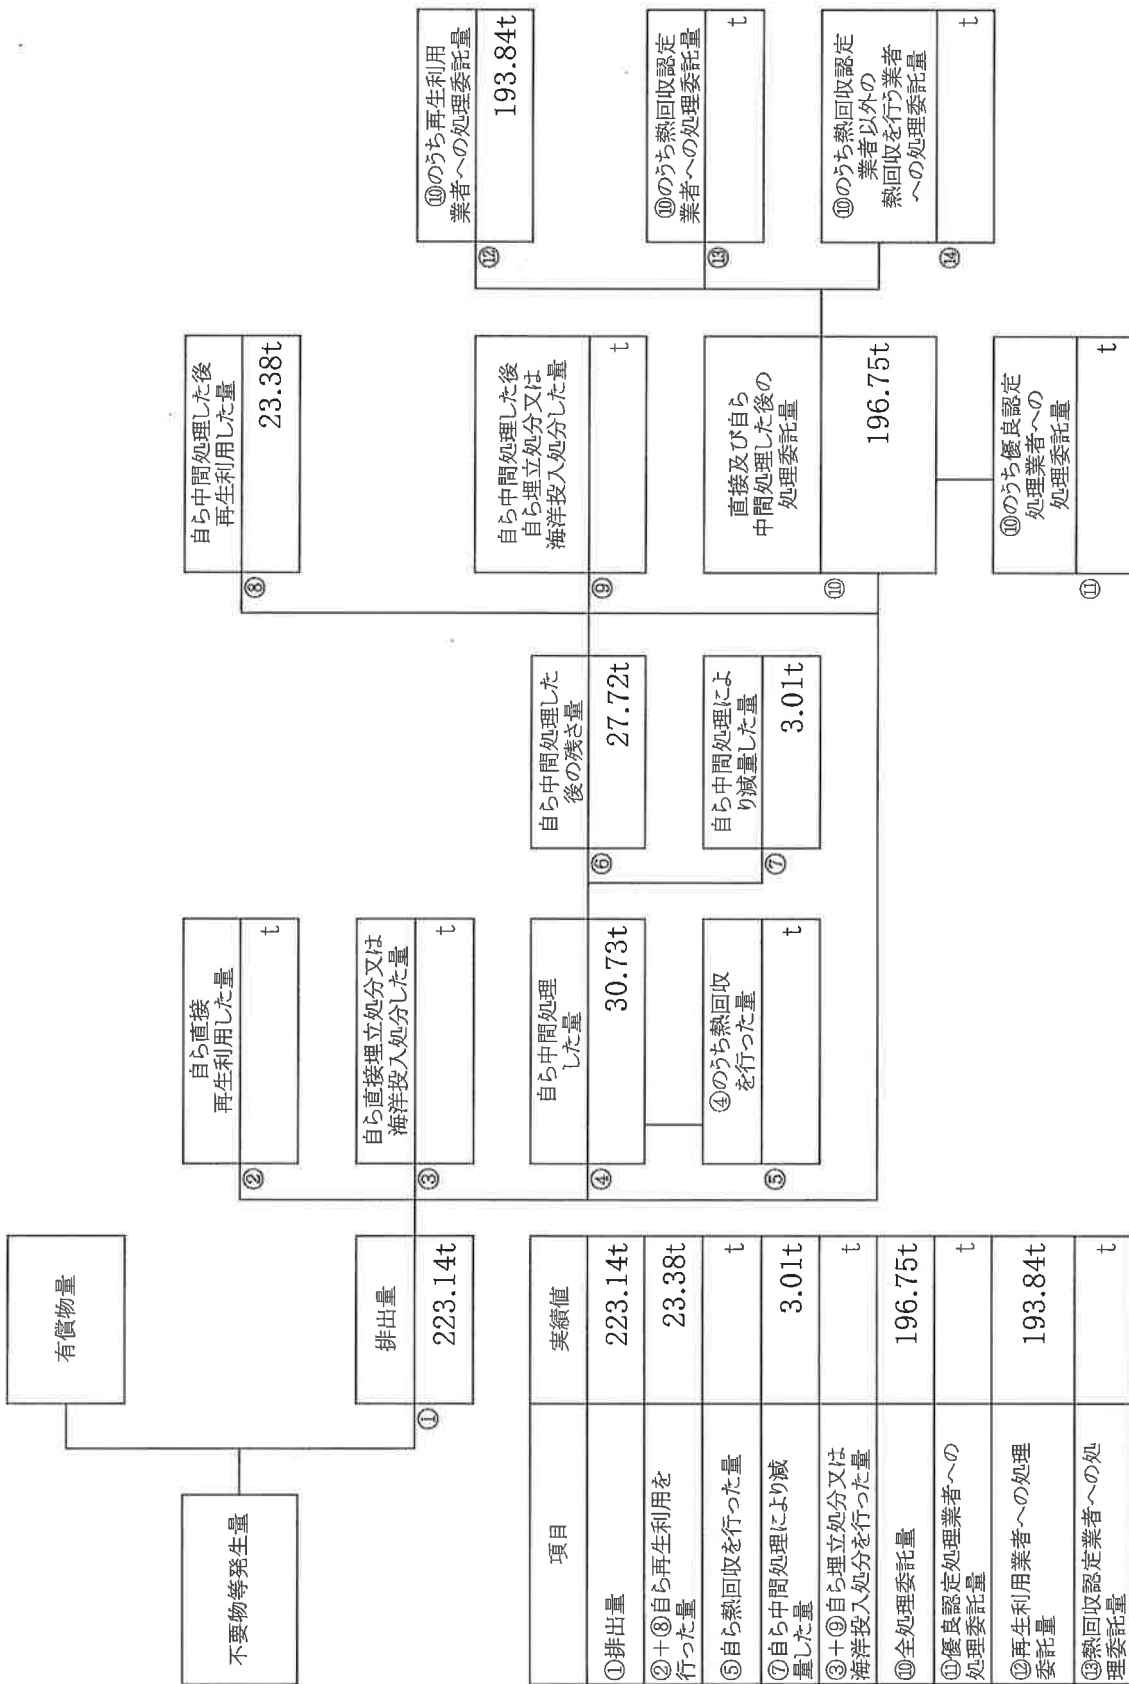 不要物等発生量
有償物量
排出量
①
223.14t
自ら直接
再生利用した量
②
t
自ら直接埋立処分又は
海洋投入処分した量
③
t
自ら中間処理
した量
④
30.73t
④のうち熱回収
を行った量
⑤
t
自ら中間処理した
後の残さ量
⑥
27.72t
自ら中間処理によ
り減量した量
⑦
3.01t
自ら中間処理した後
再生利用した量
⑧
23.38t
自ら中間処理した後
自ら埋立処分又は
海洋投入処分した量
⑨
t
直接及び自ら
中間処理した後の
処理委託量
⑩
196.75t
⑩のうち優良認定
処理業者への
処理委託量
⑪
t
⑩のうち再生利用
業者への処理委託量
⑫
193.84t
⑩のうち熱回収認定
業者への処理委託量
⑬
t
⑩のうち熱回収認定
業者以外の
熱回収を行う業者
への処理委託量
⑭
t
項目 実績値
①排出量 223.14t
②+⑧自ら再生利用を
行った量 23.38t
⑤自ら熱回収を行った量 t
⑦自ら中間処理により減
量した量 3.01t
③+⑨自ら埋立処分又は
海洋投入処分を行った量 t
⑩全処理委託量 196.75t
⑪優良認定処理業者への
処理委託量 t
⑫再生利用業者への処理
委託量 193.84t
⑬熱回収認定業者への処
理委託量 t